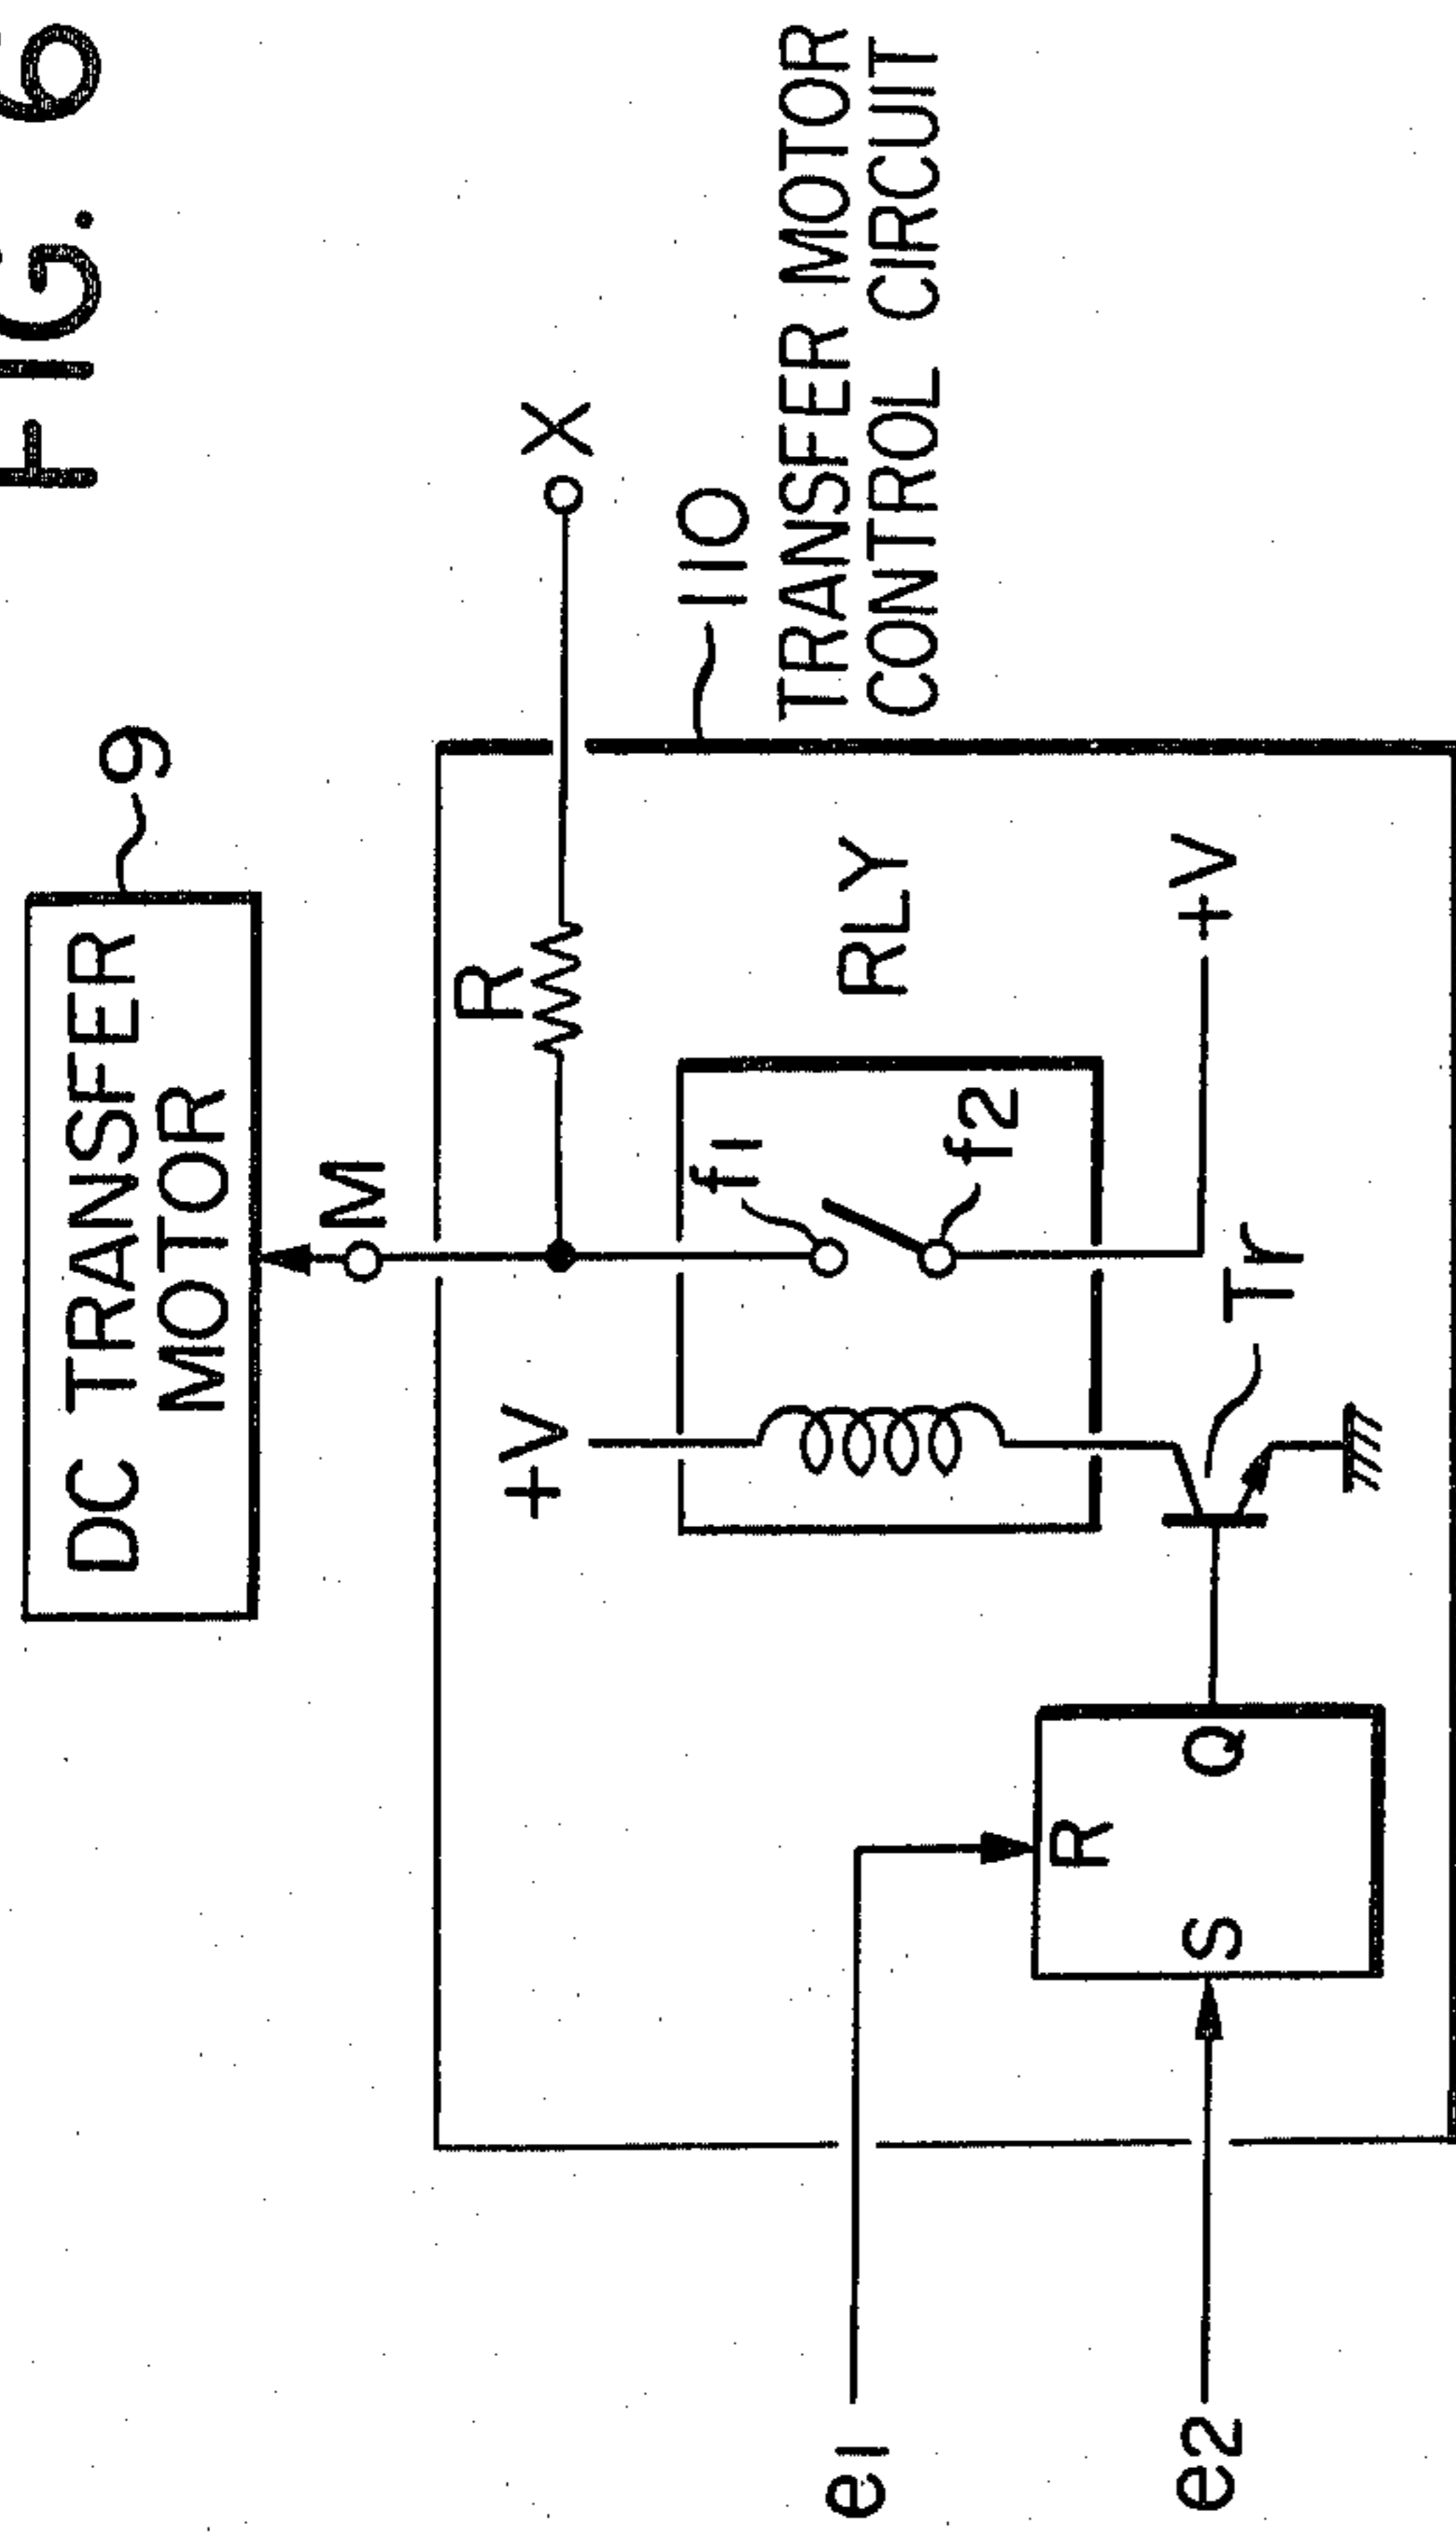 FIG. 6
DC TRANSFER
MOTOR
9
M
R
X
+V
110
TRANSFER MOTOR
CONTROL CIRCUIT
f1
f2
RLY
+V
Tr
e1
R
e2
S
Q